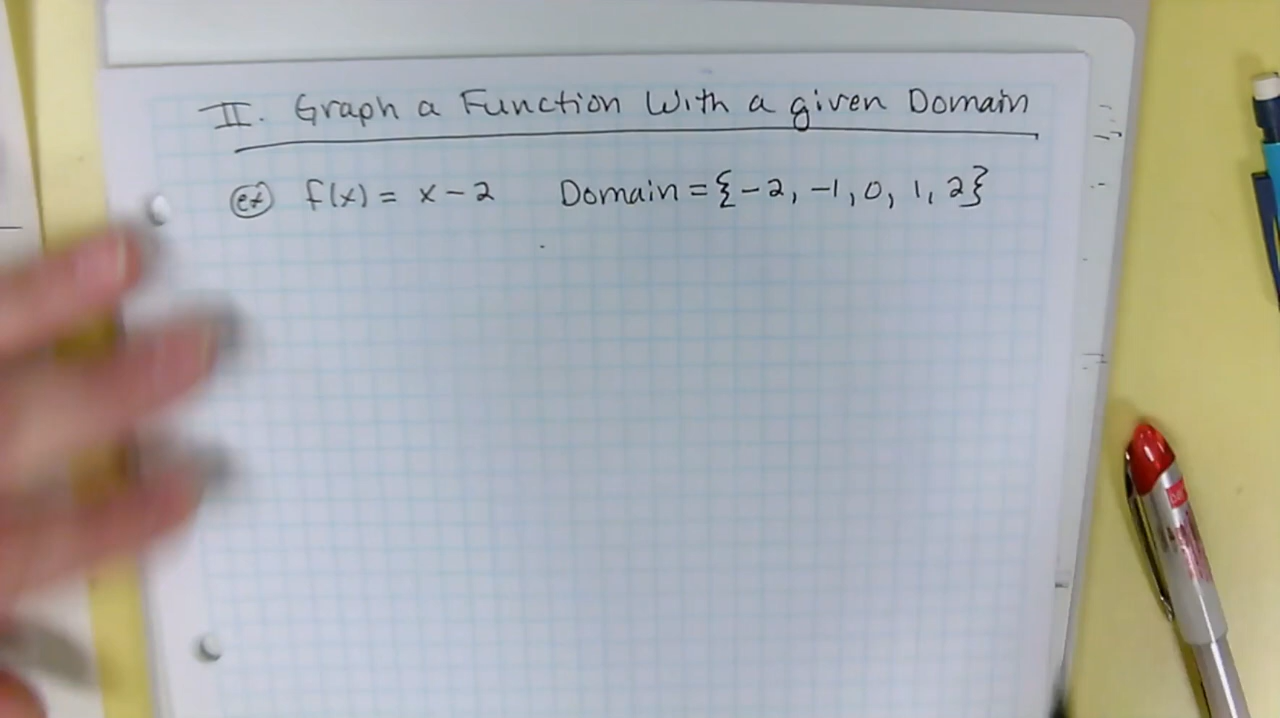 II. Graph a Function With a given Domain
ex f(x) = x - 2 Domain = {-2, -1, 0, 1, 2}